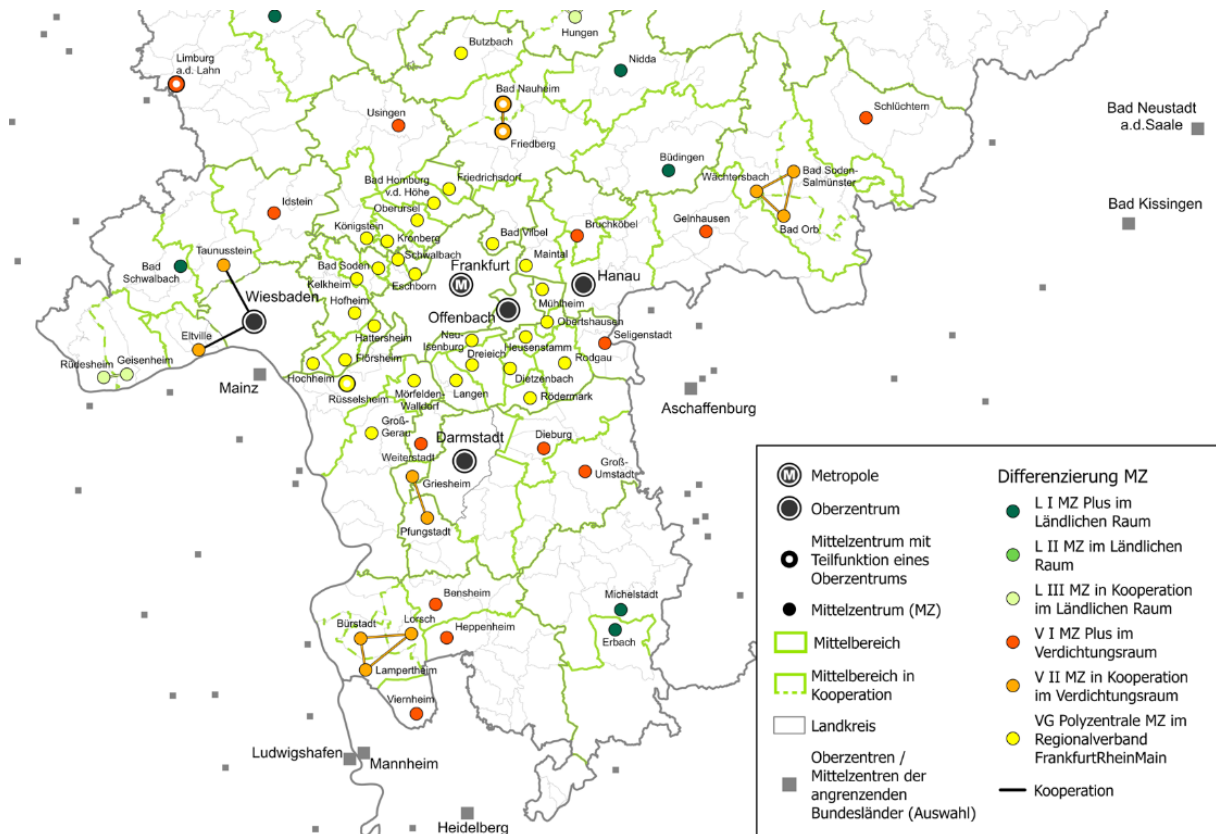 Hungen
Butzbach
Limburg
a.d. Lahn
Nidda
Bad Nauheim
Usingen
Friedberg
Schlüchtern
Bad Neustadt
a.d.Saale
Büdingen
Wächtersbach
Bad Soden-
Salmünster
Bad Orb
Bad Kissingen
Bad Homburg
v.d. Höhe
Friedrichsdorf
Oberursel
Idstein
Königstein
Kronberg
Bad Vilbel
Bruchköbel
Gelnhausen
Taunusstein
Bad
Schwalbach
Bad Soden
Schwalbach
Frankfurt
M
Maintal
Hanau
Kelkheim
Eschborn
Wiesbaden
Hofheim
Offenbach
Mühlheim
Hattersheim
Obertshausen
Eltville
Neu-
Isenburg
Heusenstamm
Seligenstadt
Rüdesheim
Geisenheim
Flörsheim
Dreieich
Rodgau
Hochheim
Dietzenbach
Mainz
Rüsselsheim
Mörfelden-
Walldorf
Langen
Rödermark
Aschaffenburg
Groß-
Gerau
Darmstadt
Dieburg
Weiterstadt
Groß-
Umstadt
Griesheim
Pfungstadt
Bensheim
Michelstadt
Bürstadt
Lorsch
Heppenheim
Erbach
Lampertheim
Viernheim
Ludwigshafen
Mannheim
Heidelberg
M
Metropole
Oberzentrum
Mittelzentrum mit
Teilfunktion eines
Oberzentrums
Mittelzentrum (MZ)
Mittelbereich
Mittelbereich in
Kooperation
Landkreis
Oberzentren /
Mittelzentren der
angrenzenden
Bundesländer (Auswahl)
Differenzierung MZ
L I MZ Plus im
Ländlichen Raum
L II MZ im Ländlichen
Raum
L III MZ in Kooperation
im Ländlichen Raum
V I MZ Plus im
Verdichtungsraum
V II MZ in Kooperation
im Verdichtungsraum
VG Polyzentrale MZ im
Regionalverband
FrankfurtRheinMain
Kooperation